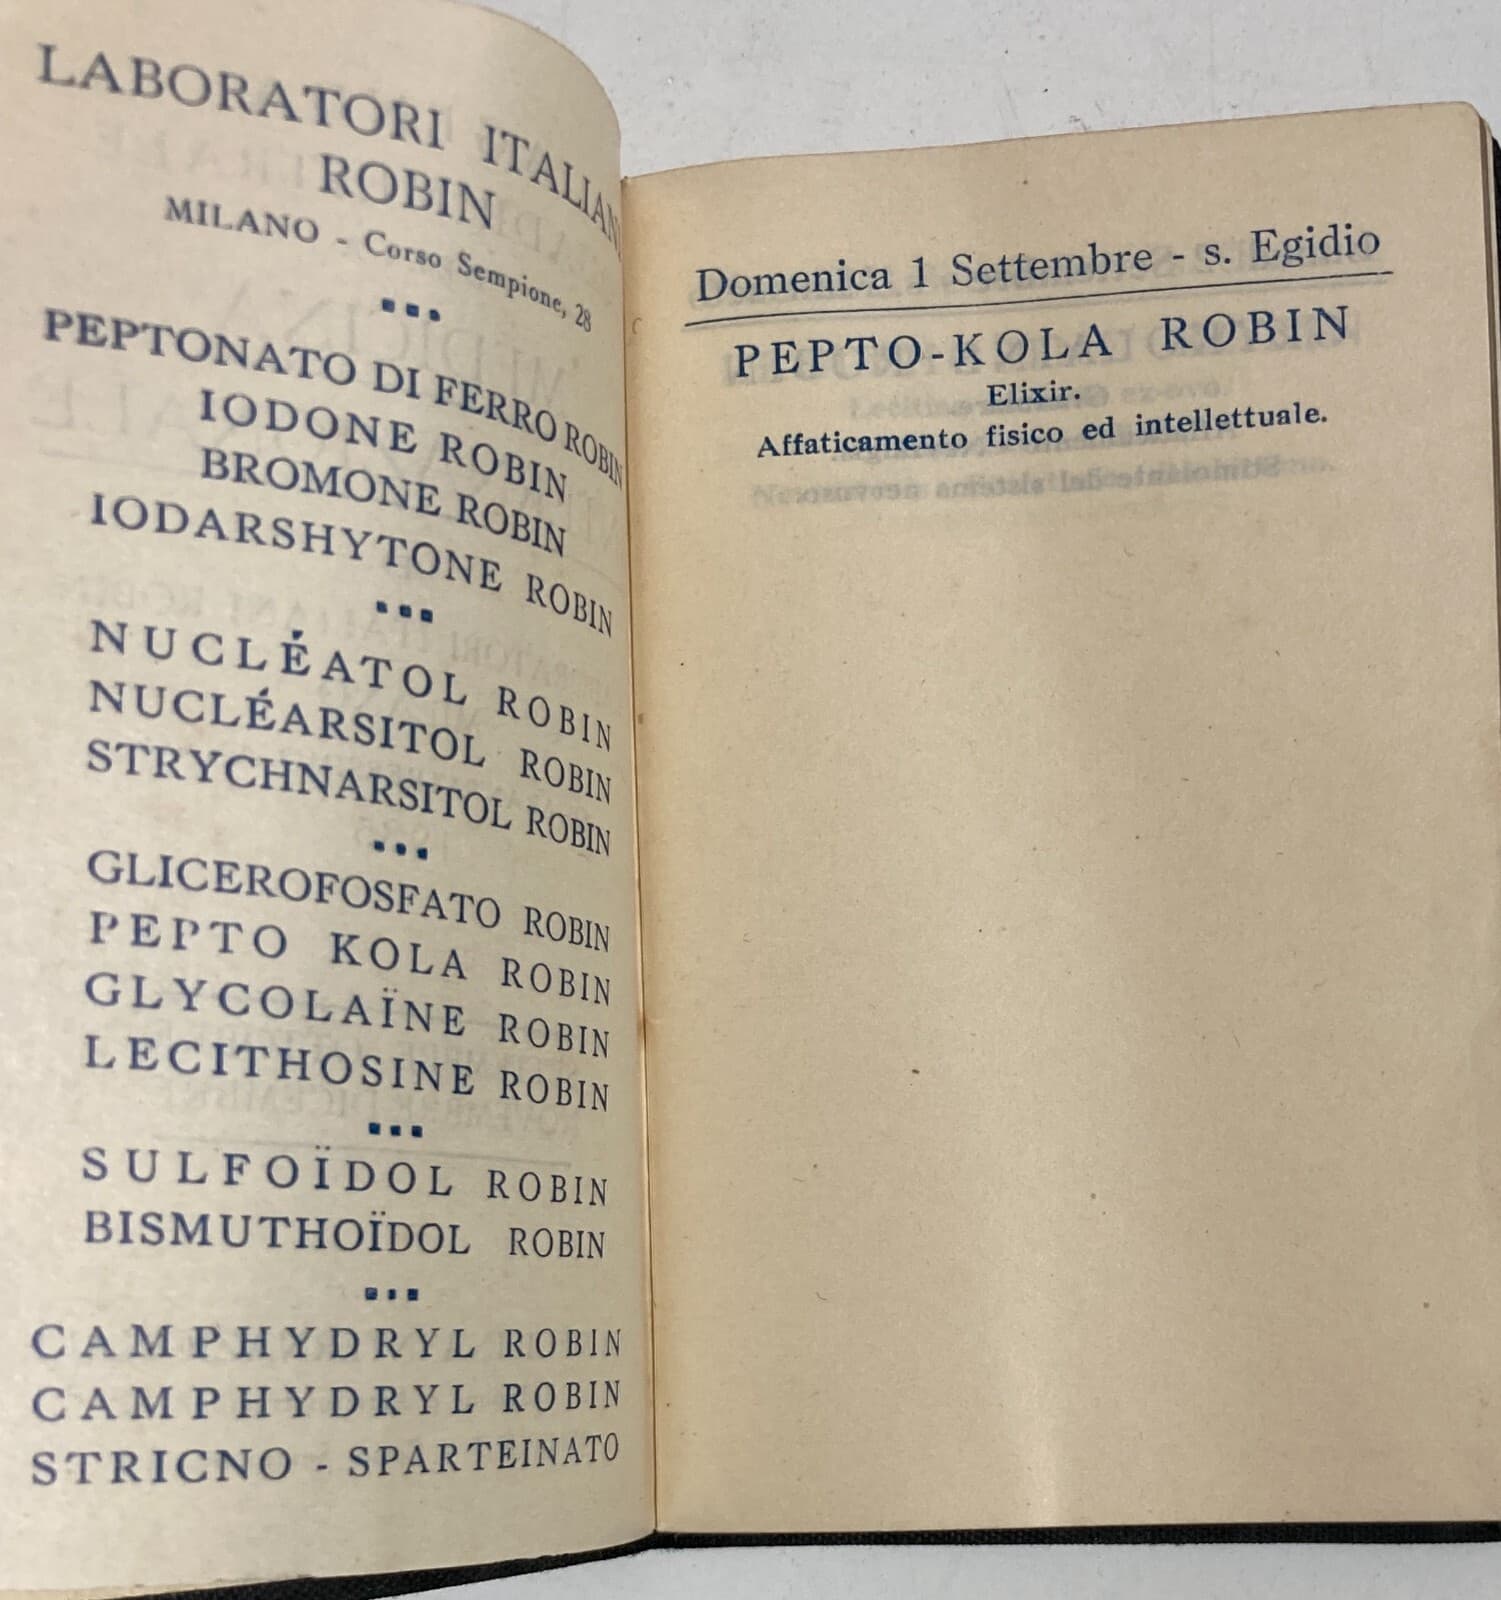 LABORATORI ITALIAN
ROBIN
MILANO - Corso Sempione, 28
PEPTONATO DI FERRO ROBIN
IODONE ROBIN
BROMONE ROBIN
IODARSHYTONE ROBIN
NUCLÉATOL ROBIN
NUCLÉARSITOL ROBIN
STRYCHNARSITOL ROBIN
GLICEROFOSFATO ROBIN
PEPTO KOLA ROBIN
GLYCOLAÏNE ROBIN
LECITHOSINE ROBIN
SULFOÏDOL ROBIN
BISMUTHOÏDOL ROBIN
CAMPHYDRYL ROBIN
CAMPHYDRYL ROBIN
STRICNO - SPARTEINATO
Domenica 1 Settembre - s. Egidio
PEPTO-KOLA ROBIN
Elixir.
Affaticamento fisico ed intellettuale.